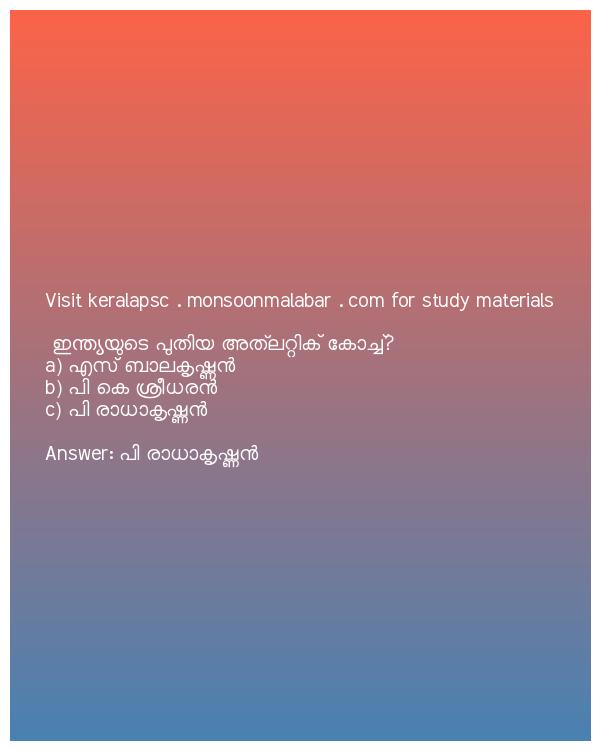 Visit keralapsc . monsoonmalabar . com for study materials
ഇന്ത്യയുടെ പുതിയ അത്ലറ്റിക് കോച്ച്?
a) എസ് ബാലകൃഷ്ണൻ
b) പി കെ ശ്രീധരൻ
c) പി രാധാകൃഷ്ണൻ
Answer: പി രാധാകൃഷ്ണൻ